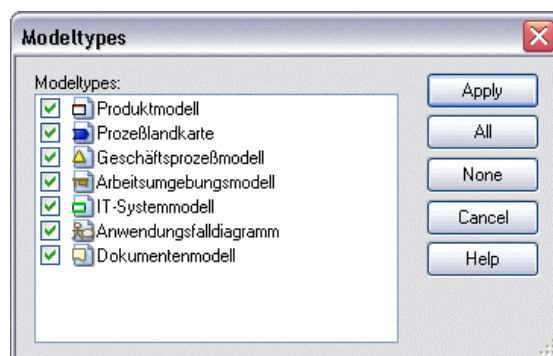 Modeltypes
Modeltypes:
Produktmodell
Prozeßlandkarte
Geschäftsprozeßmodell
Arbeitsumgebungsmodell
IT-Systemmodell
Anwendungsfalldiagramm
Dokumentenmodell
Apply
All
None
Cancel
Help